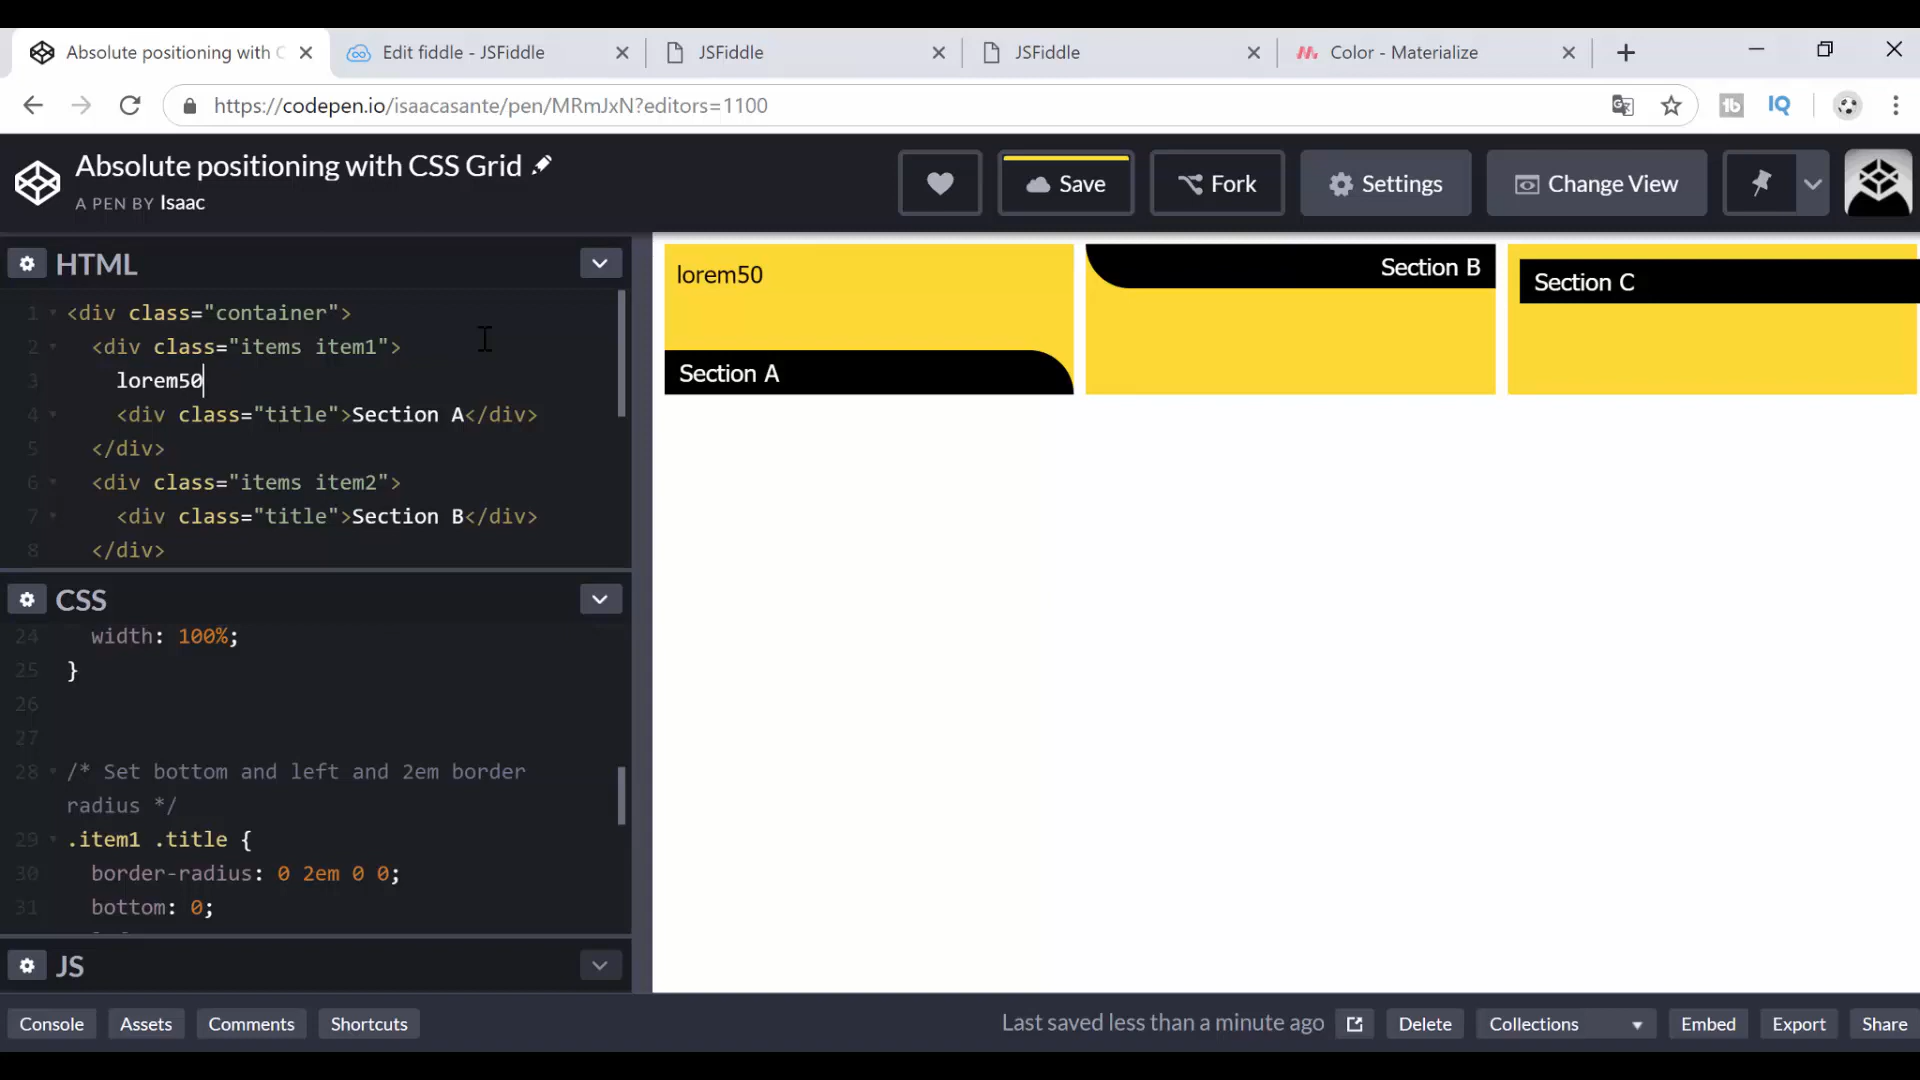 Absolute positioning with C
Edit fiddle - JSFiddle
JSFiddle
JSFiddle
Color - Materialize
https://codepen.io/isaacasante/pen/MRmJxN?editors=1100
tb
IQ
Absolute positioning with CSS Grid
A PEN BY Isaac
Save
Fork
Settings
Change View
HTML
1 <div class="container">
2 <div class="items item1">
3 lorem50
4 <div class="title">Section A</div>
5 </div>
6 <div class="items item2">
7 <div class="title">Section B</div>
8 </div>
CSS
24 width: 100%;
25 }
26
27
28 /* Set bottom and left and 2em border
radius */
29 .item1 .title {
30 border-radius: 0 2em 0 0;
31 bottom: 0;
JS
lorem50
Section A
Section B
Section C
Console
Assets
Comments
Shortcuts
Last saved less than a minute ago
Delete
Collections
Embed
Export
Share